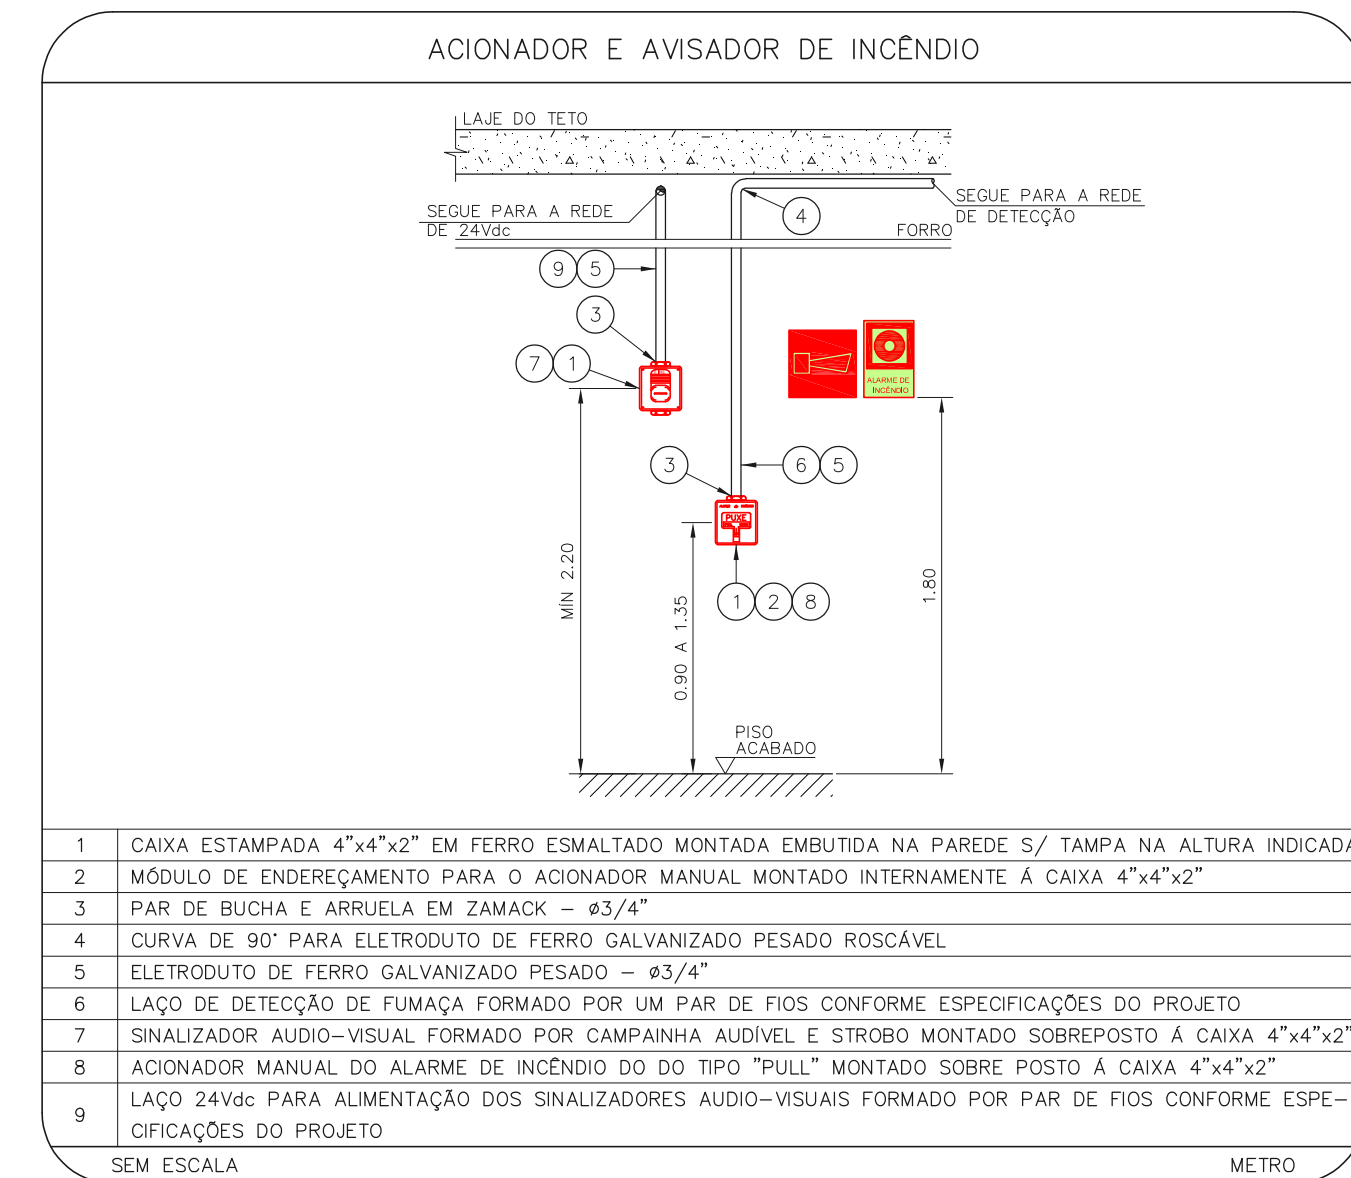 ACIONADOR E AVISADOR DE INCÊNDIO
LAJE DO TETO
SEGUE PARA A REDE
DE 24Vdc
SEGUE PARA A REDE
DE DETECÇÃO
4
FORRO
9 5
3
7 1
ALARME DE
INCÊNDIO
3
6 5
PUXE
1 2 8
MÍN 2.20
0.90 A 1.35
1.80
PISO
ACABADO
1 CAIXA ESTAMPADA 4"x4"x2" EM FERRO ESMALTADO MONTADA EMBUTIDA NA PAREDE S/ TAMPA NA ALTURA INDICADA
2 MÓDULO DE ENDEREÇAMENTO PARA O ACIONADOR MANUAL MONTADO INTERNAMENTE Á CAIXA 4"x4"x2"
3 PAR DE BUCHA E ARRUELA EM ZAMACK – ø3/4"
4 CURVA DE 90° PARA ELETRODUTO DE FERRO GALVANIZADO PESADO ROSCÁVEL
5 ELETRODUTO DE FERRO GALVANIZADO PESADO – ø3/4"
6 LAÇO DE DETECÇÃO DE FUMAÇA FORMADO POR UM PAR DE FIOS CONFORME ESPECIFICAÇÕES DO PROJETO
7 SINALIZADOR AUDIO–VISUAL FORMADO POR CAMPAINHA AUDÍVEL E STROBO MONTADO SOBREPOSTO Á CAIXA 4"x4"x2"
8 ACIONADOR MANUAL DO ALARME DE INCÊNDIO DO DO TIPO "PULL" MONTADO SOBRE POSTO Á CAIXA 4"x4"x2"
9 LAÇO 24Vdc PARA ALIMENTAÇÃO DOS SINALIZADORES AUDIO–VISUAIS FORMADO POR PAR DE FIOS CONFORME ESPE–
CIFICAÇÕES DO PROJETO
SEM ESCALA
METRO